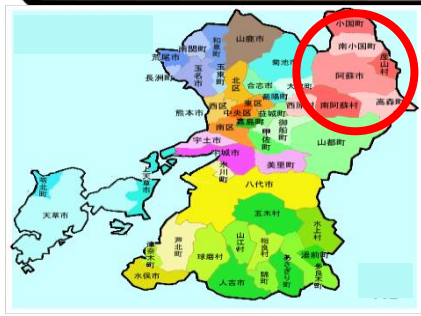 小国町
南小国町
産山村
阿蘇市
高森町
南阿蘇村
山鹿市
和水町
南関町
荒尾市
玉名市
玉東町
長洲町
菊池市
合志市
大津町
菊陽町
西原村
北区
西区
東区
中央区
南区
熊本市
益城町
嘉島町
御船町
甲佐町
山都町
宇土市
宇城市
美里町
氷川町
八代市
上天草市
苓北町
天草市
五木村
水上村
芦北町
津奈木町
水俣市
球磨村
山江村
相良村
人吉市
錦町
あさぎり町
湯前町
多良木町